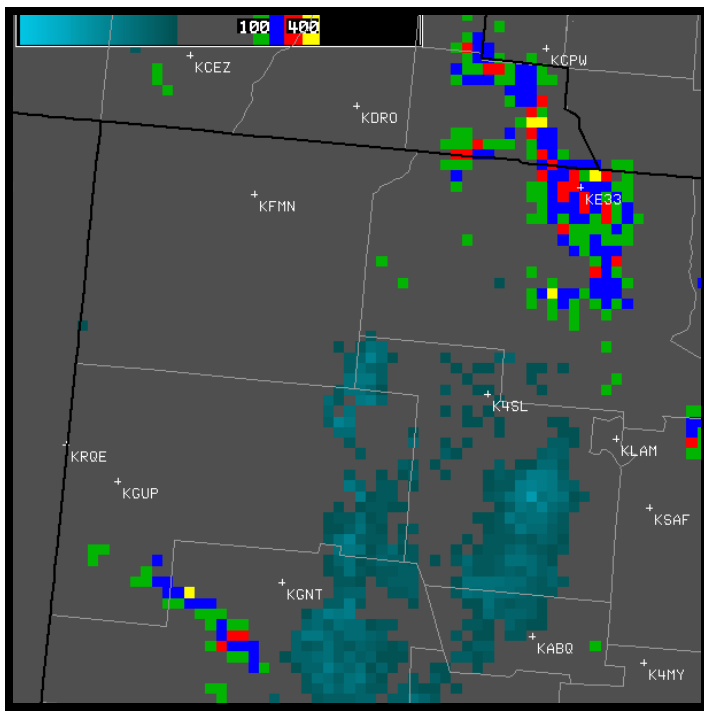 100 400
KCPW
KCEZ
KDRO
KE33
KFMN
K4SL
KLAM
KRQE
KGUP
KSAF
KGNT
KABQ
K4MY